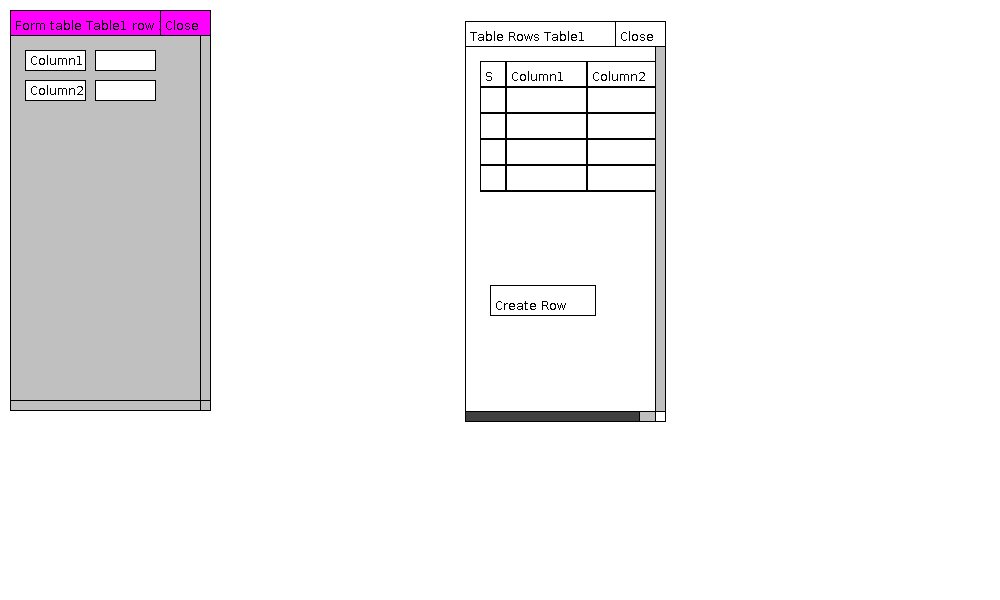 Form table Table1 row
Close
Column1
Column2
Table Rows Table1
Close
S
Column1
Column2
Create Row